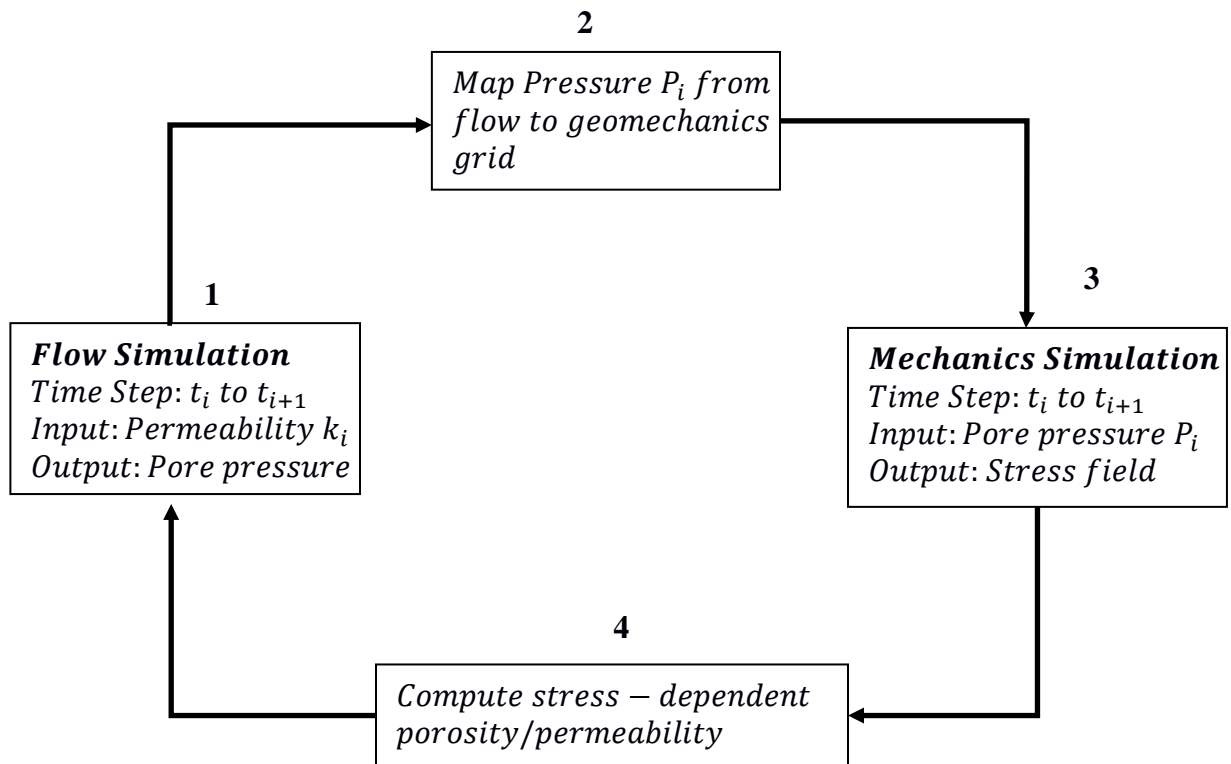 2
Map Pressure P_i from
flow to geomechanics
grid
1
Flow Simulation
Time Step: t_i to t_{i+1}
Input: Permeability k_i
Output: Pore pressure
3
Mechanics Simulation
Time Step: t_i to t_{i+1}
Input: Pore pressure P_i
Output: Stress field
4
Compute stress − dependent
porosity/permeability